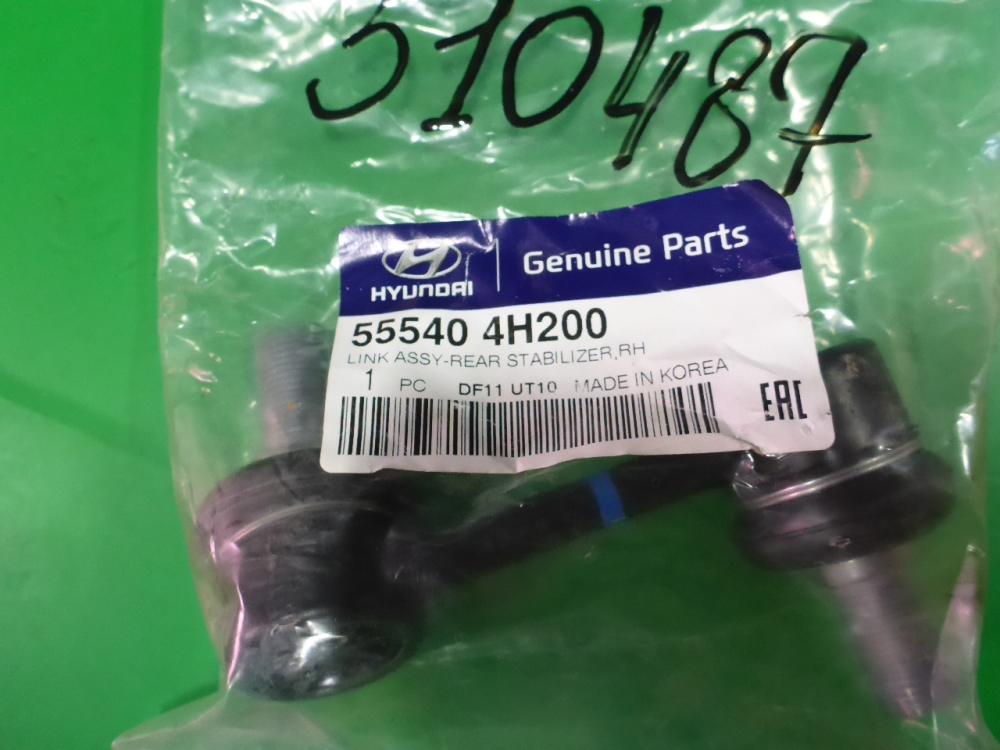 510487
HYUNDAI
Genuine Parts
55540 4H200
LINK ASSY-REAR STABILIZER,RH
1 PC DF11 UT10 MADE IN KOREA
EAC